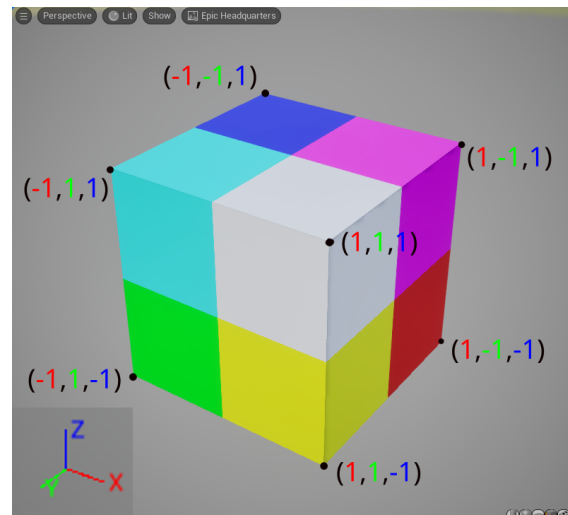 Perspective Lit Show Epic Headquarters
(-1,-1,1)
(1,-1,1)
(-1,1,1)
(1,1,1)
(1,-1,-1)
(-1,1,-1)
(1,1,-1)
Z
X
Y